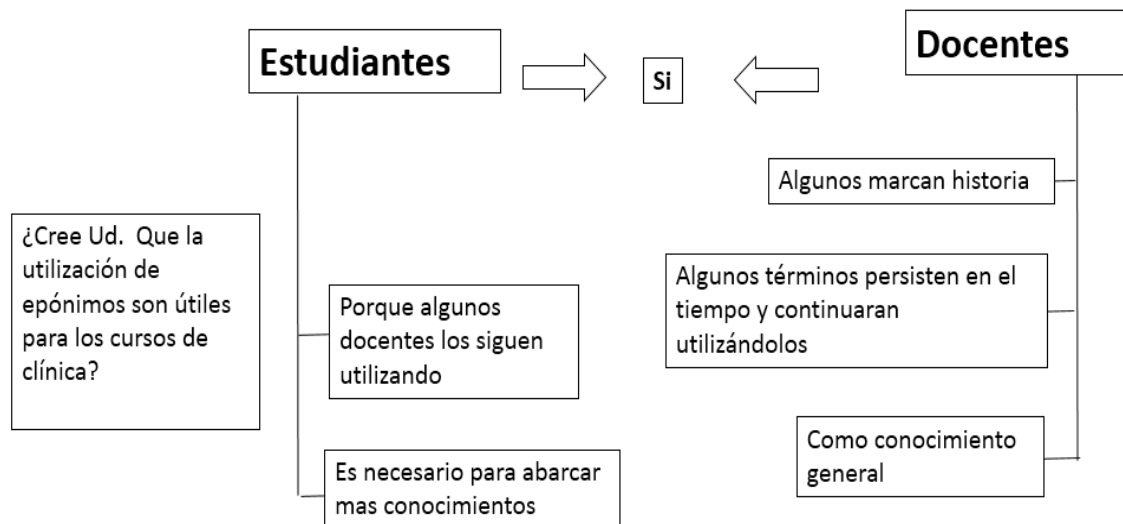 Estudiantes
Si
Docentes
¿Cree Ud. Que la
utilización de
epónimos son útiles
para los cursos de
clínica?
Porque algunos
docentes los siguen
utilizando
Es necesario para abarcar
mas conocimientos
Algunos marcan historia
Algunos términos persisten en el
tiempo y continuaran
utilizándolos
Como conocimiento
general